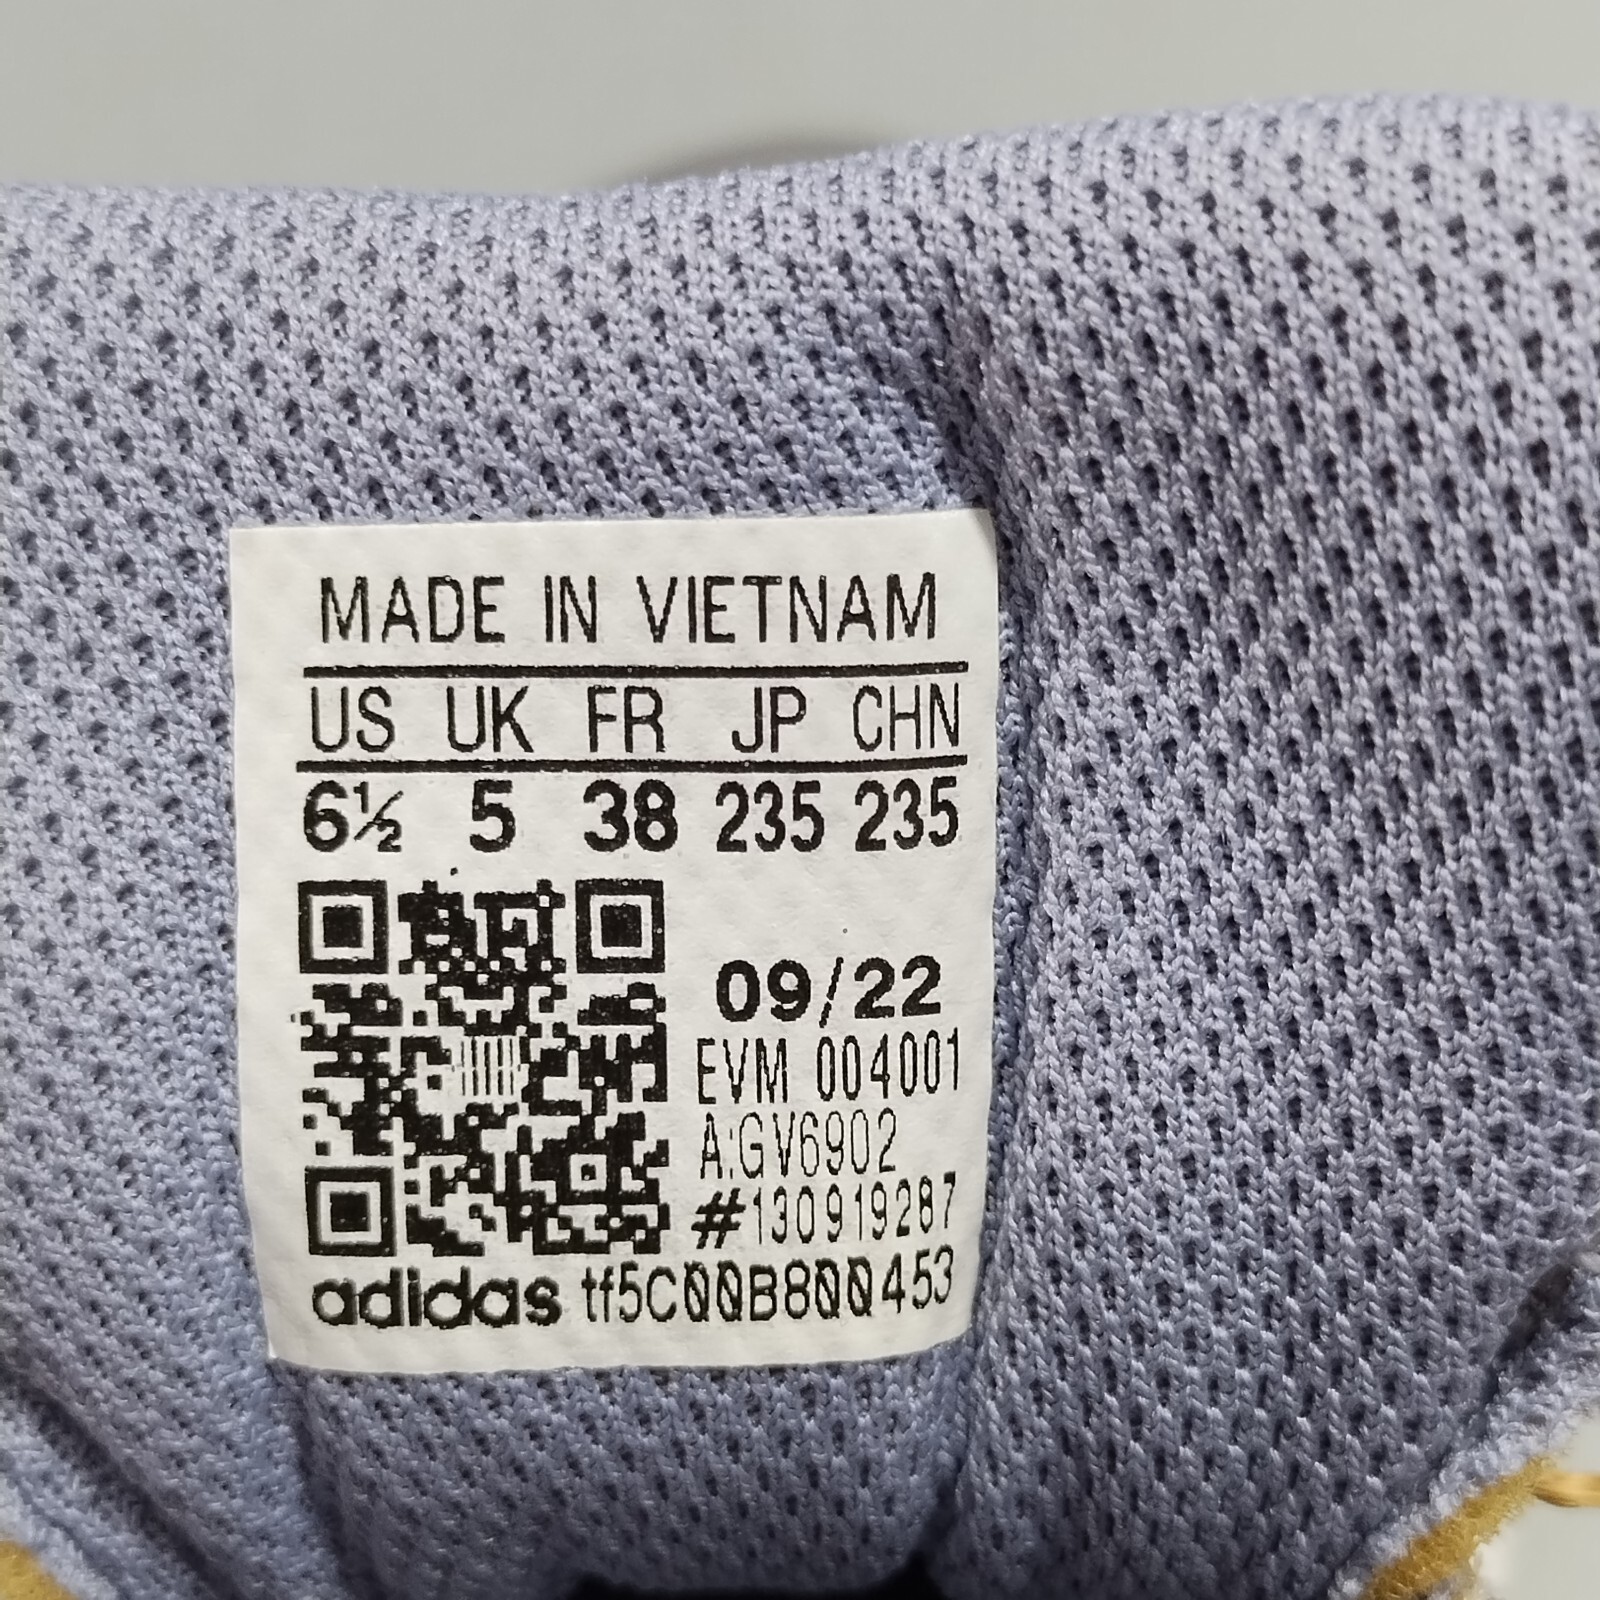 MADE IN VIETNAM
US UK FR JP CHN
6½ 5 38 235 235
09/22
EVM 004001
A:GV6902
#130919287
adidas tf5C00B800453